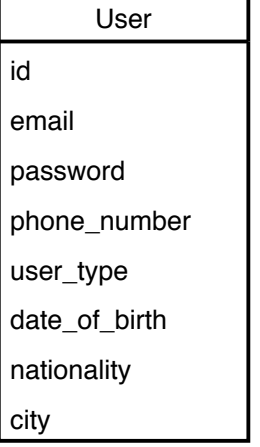 User
id
email
password
phone_number
user_type
date_of_birth
nationality
city